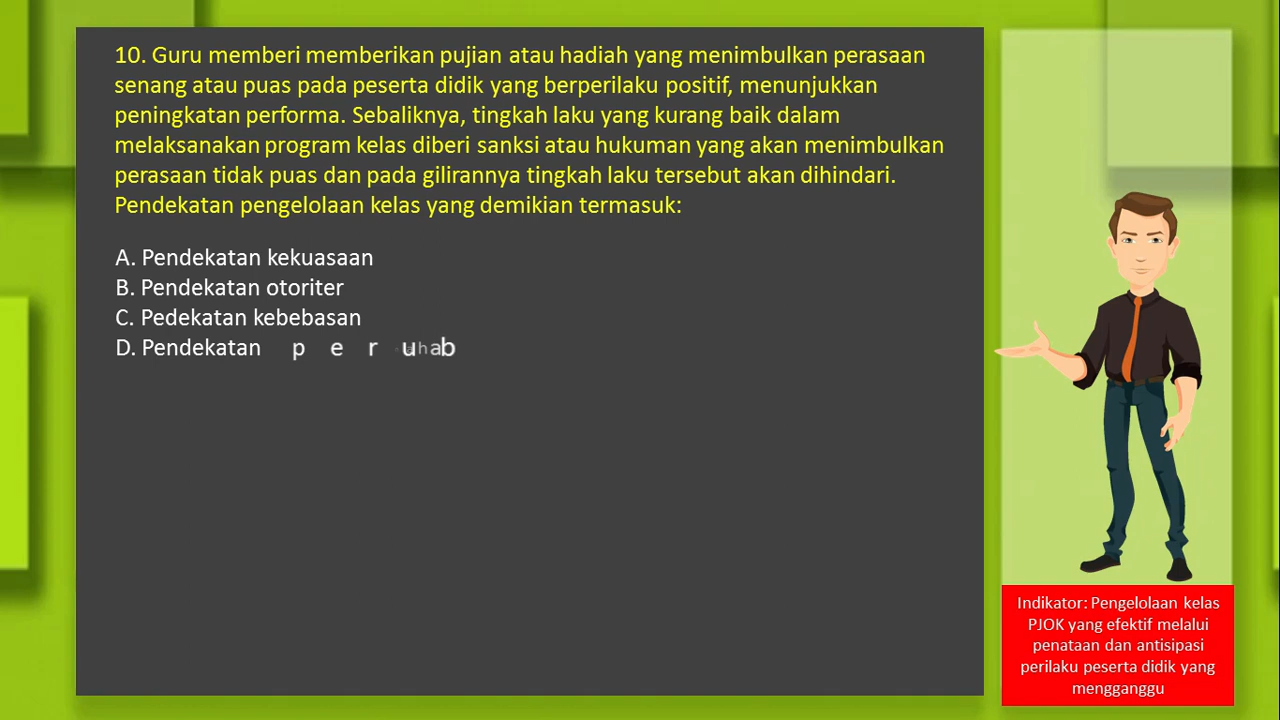 10. Guru memberi memberikan pujian atau hadiah yang menimbulkan perasaan
senang atau puas pada peserta didik yang berperilaku positif, menunjukkan
peningkatan performa. Sebaliknya, tingkah laku yang kurang baik dalam
melaksanakan program kelas diberi sanksi atau hukuman yang akan menimbulkan
perasaan tidak puas dan pada gilirannya tingkah laku tersebut akan dihindari.
Pendekatan pengelolaan kelas yang demikian termasuk:
A. Pendekatan kekuasaan
B. Pendekatan otoriter
C. Pedekatan kebebasan
D. Pendekatan
Indikator: Pengelolaan kelas
PJOK yang efektif melalui
penataan dan antisipasi
perilaku peserta didik yang
mengganggu